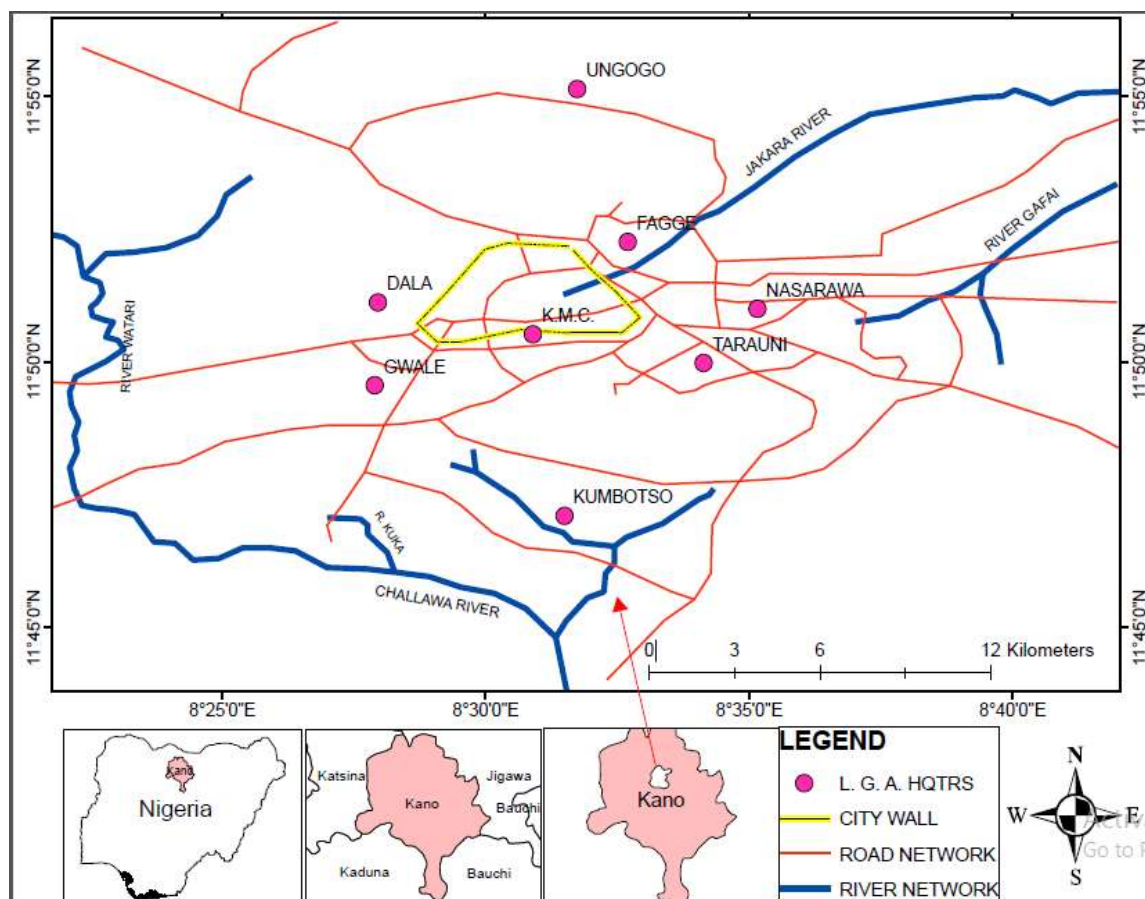 UNGOGO
11°55'0"N
11°55'0"N
JAKARA RIVER
RIVER GAFAI
FAGGE
DALA
NASARAWA
K.M.C.
RIVER WATARI
11°50'0"N
11°50'0"N
TARAUNI
GWALE
KUMBOTSO
R. KUKA
CHALLAWA RIVER
11°45'0"N
11°45'0"N
0 3 6 12 Kilometers
8°25'0"E 8°30'0"E 8°35'0"E 8°40'0"E
Kano
Nigeria
Katsina
Jigawa
Kano
Bauchi
Kaduna
Bauchi
Kano
LEGEND
L. G. A. HQTRS
CITY WALL
ROAD NETWORK
RIVER NETWORK
N
W E
S
Go to